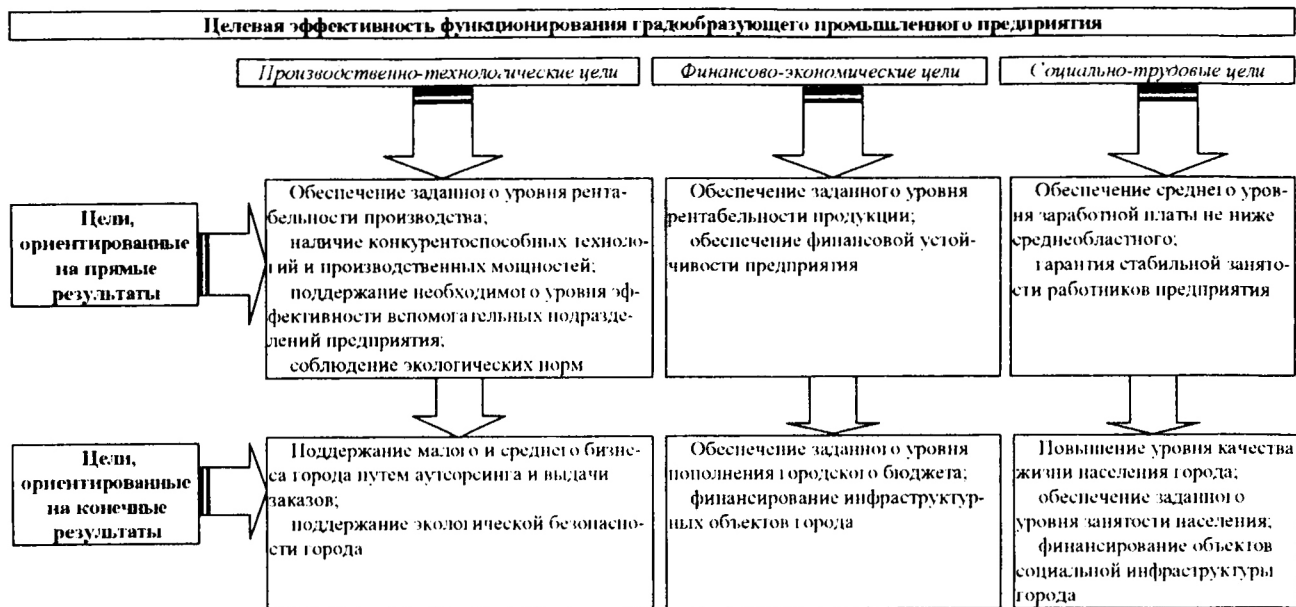 Целевая эффективность функционирования градообразующего промышленного предприятия
Производственно-технологические цели
Финансово-экономические цели
Социально-трудовые цели
Цели,
ориентированные
на прямые
результаты
Обеспечение заданного уровня рента-
бельности производства;
наличие конкурентоспособных техноло-
гий и производственных мощностей;
поддержание необходимого уровня эф-
фективности вспомогательных подразде-
лений предприятия;
соблюдение экологических норм
Обеспечение заданного уровня
рентабельности продукции;
обеспечение финансовой устой-
чивости предприятия
Обеспечение среднего уров-
ня заработной платы не ниже
среднеобластного;
гарантия стабильной занято-
сти работников предприятия
Цели,
ориентированные
на конечные
результаты
Поддержание малого и среднего бизне-
са города путем аутсорсинга и выдачи
заказов;
поддержание экологической безопасно-
сти города
Обеспечение заданного уровня
пополнения городского бюджета;
финансирование инфраструктур-
ных объектов города
Повышение уровня качества
жизни населения города;
обеспечение заданного
уровня занятости населения;
финансирование объектов
социальной инфраструктуры
города